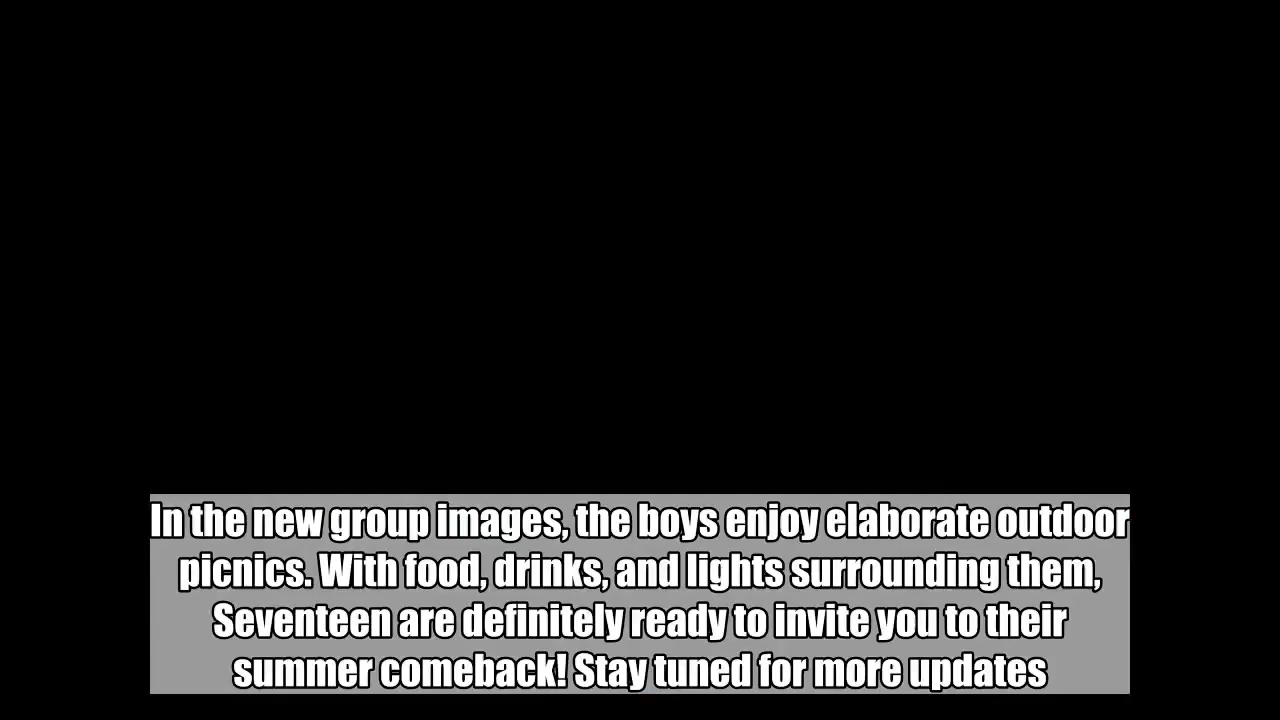 In the new group images, the boys enjoy elaborate outdoor
picnics. With food, drinks, and lights surrounding them,
Seventeen are definitely ready to invite you to their
summer comeback! Stay tuned for more updates